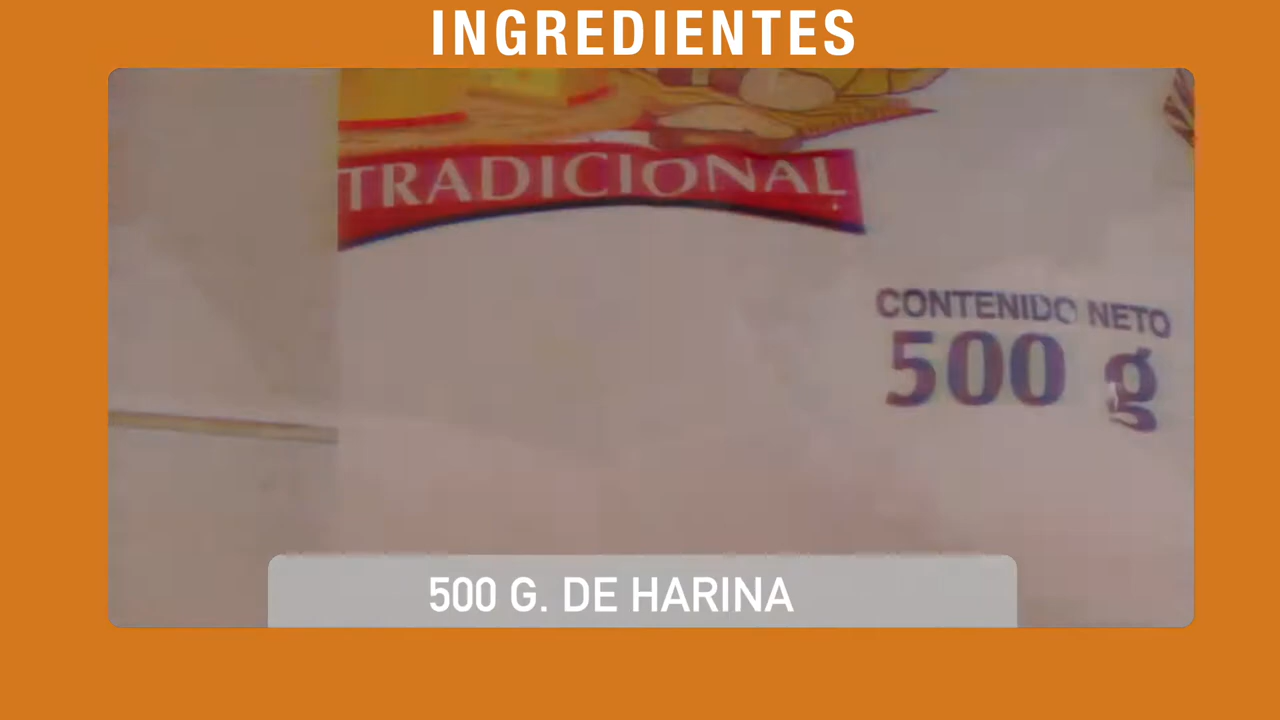 INGREDIENTES
TRADICIONAL
CONTENIDO NETO
500 g
500 G. DE HARINA